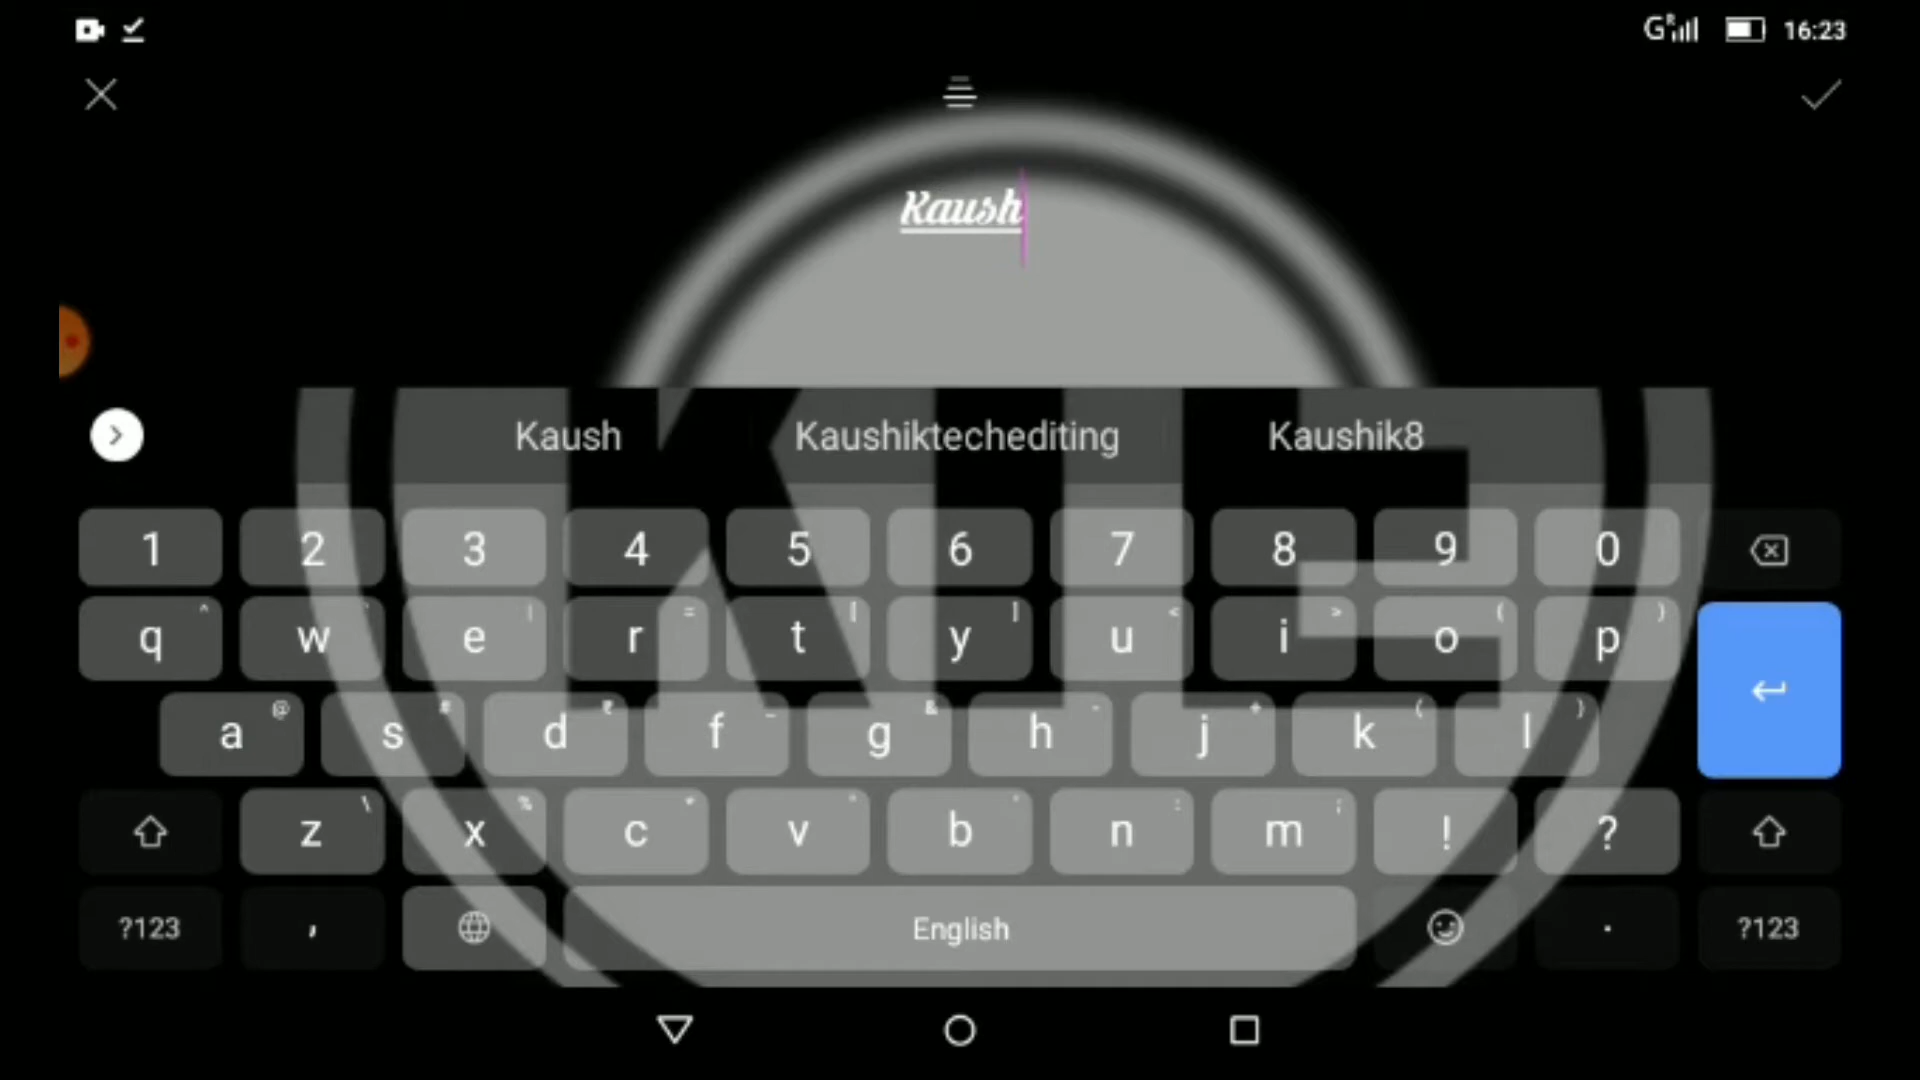 G R 16:23
Kaush
Kaush Kaushiktechediting Kaushik8
1 2 3 4 5 6 7 8 9 0
q w e r t y u i o p
a s d f g h j k l
z x c v b n m ! ?
?123 , English . ?123